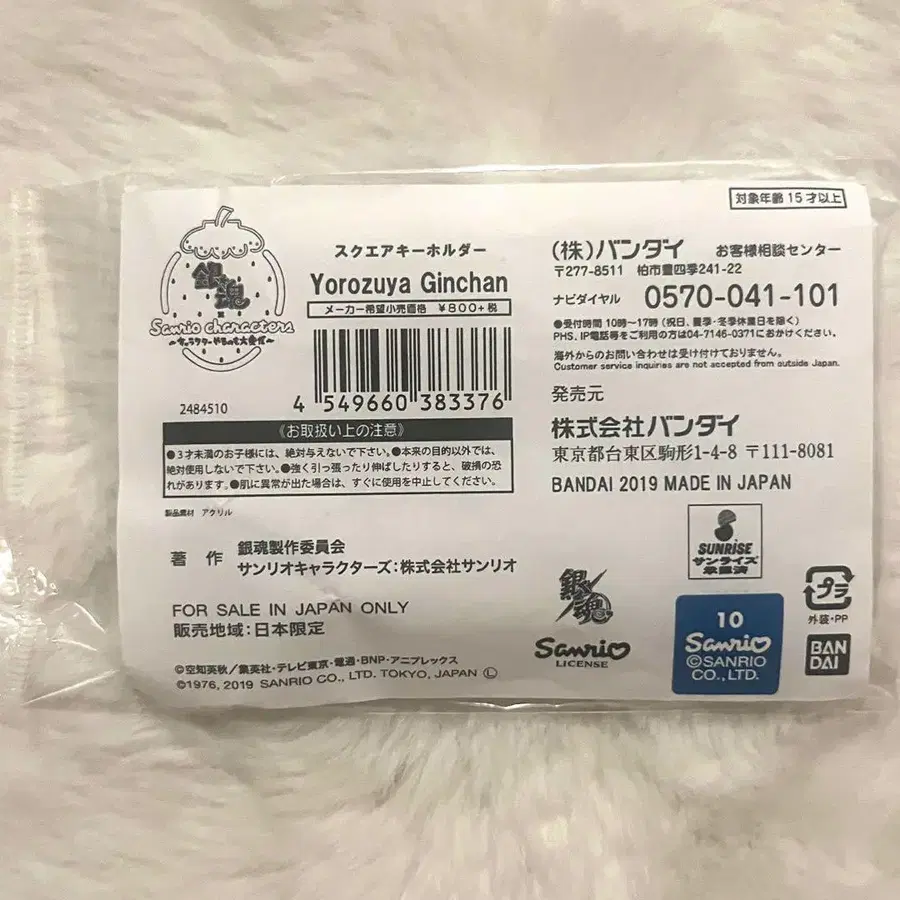 対象年齢15才以上
銀魂
×
Sanrio characters
スクエアキーホルダー
Yorozuya Ginchan
メーカー希望小売価格 ¥800+税
4 549660 383376
2484510
《お取扱い上の注意》
●3才未満のお子様には、絶対与えないで下さい。●本来の目的以外では、
絶対使用しないで下さい。●強く引っ張ったり伸ばしたりすると、破損の恐
れがあります。●肌に異常が出た場合は、すぐに使用を中止してください。
製品素材 アクリル
著 作 銀魂製作委員会
サンリオキャラクターズ:株式会社サンリオ
FOR SALE IN JAPAN ONLY
販売地域:日本限定
©空知英秋/集英社・テレビ東京・電通・BNP・アニプレックス
©1976, 2019 SANRIO CO., LTD. TOKYO, JAPAN Ⓛ
(株)バンダイ お客様相談センター
〒277-8511 柏市豊四季241-22
ナビダイヤル 0570-041-101
●受付時間 10時～17時(祝日、夏季・冬季休業日を除く)
PHS、IP電話等をご利用の方は04-7146-0371におかけください。
海外からのお問い合わせは受け付けておりません。
Customer service inquiries are not accepted from outside Japan.
発売元
株式会社バンダイ
東京都台東区駒形1-4-8 〒111-8081
BANDAI 2019 MADE IN JAPAN
SUNRISE
サンライズ
承認済
銀魂
Sanrio
LICENSE
10
Sanrio
©SANRIO
CO., LTD.
プラ
外装・PP
BAN
DAI